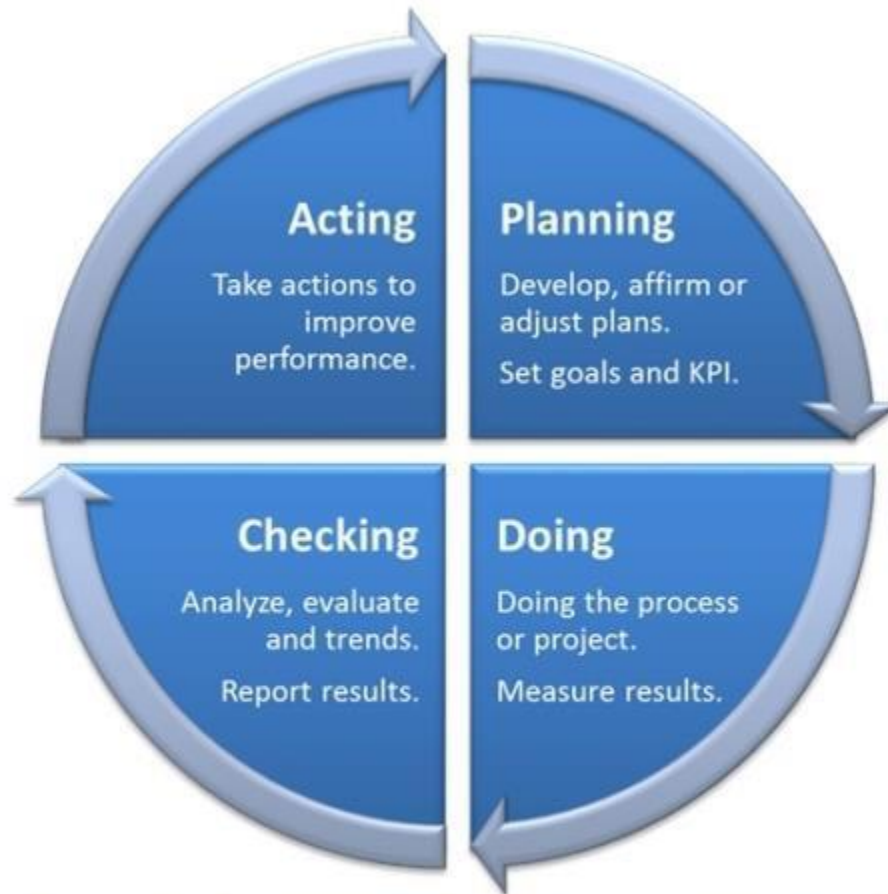 Acting
Take actions to
improve
performance.
Planning
Develop, affirm or
adjust plans.
Set goals and KPI.
Checking
Analyze, evaluate
and trends.
Report results.
Doing
Doing the process
or project.
Measure results.